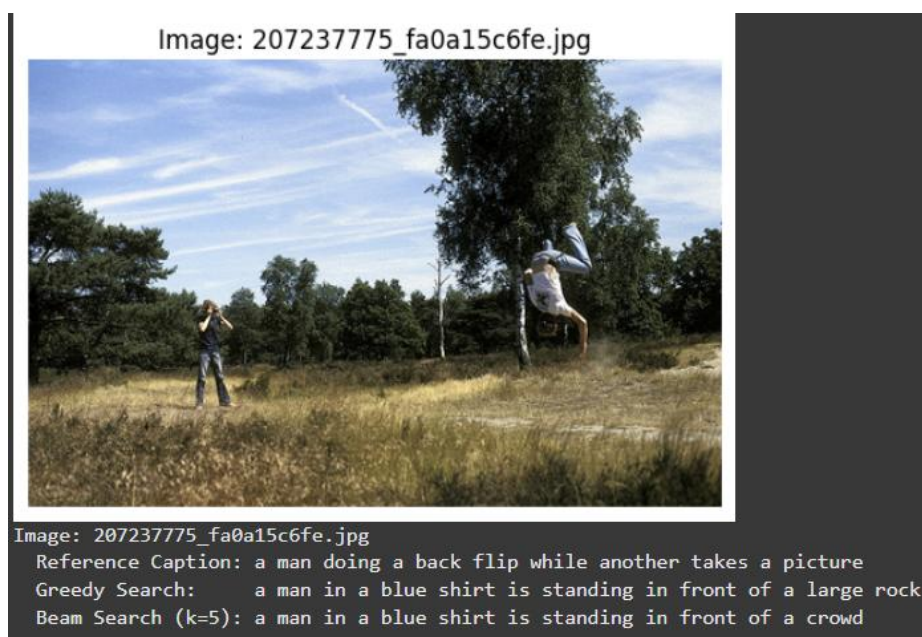 Image: 207237775_fa0a15c6fe.jpg
Image: 207237775_fa0a15c6fe.jpg
Reference Caption: a man doing a back flip while another takes a picture
Greedy Search: a man in a blue shirt is standing in front of a large rock
Beam Search (k=5): a man in a blue shirt is standing in front of a crowd